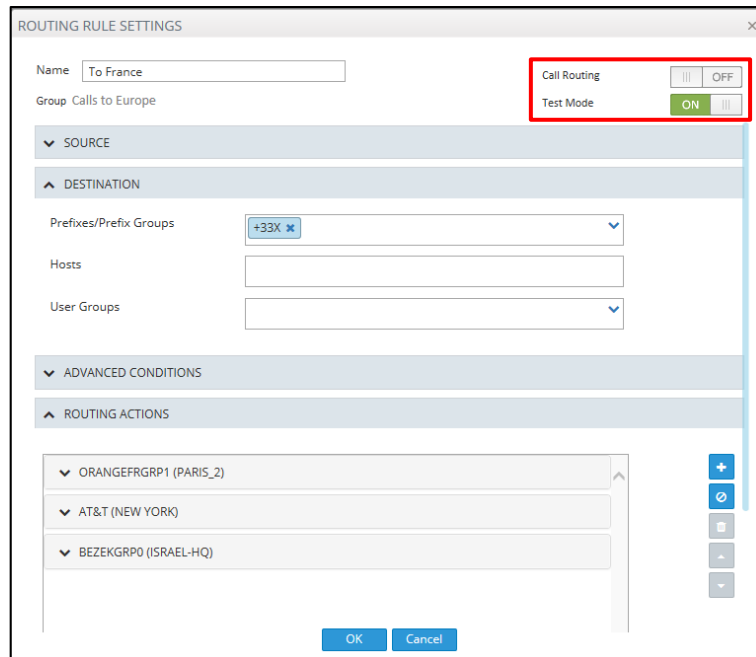 ROUTING RULE SETTINGS
Name To France
Call Routing OFF
Group Calls to Europe
Test Mode ON
SOURCE
DESTINATION
Prefixes/Prefix Groups +33X
Hosts
User Groups
ADVANCED CONDITIONS
ROUTING ACTIONS
ORANGEFRGRP1 (PARIS_2)
AT&T (NEW YORK)
BEZEKGRP0 (ISRAEL-HQ)
OK Cancel